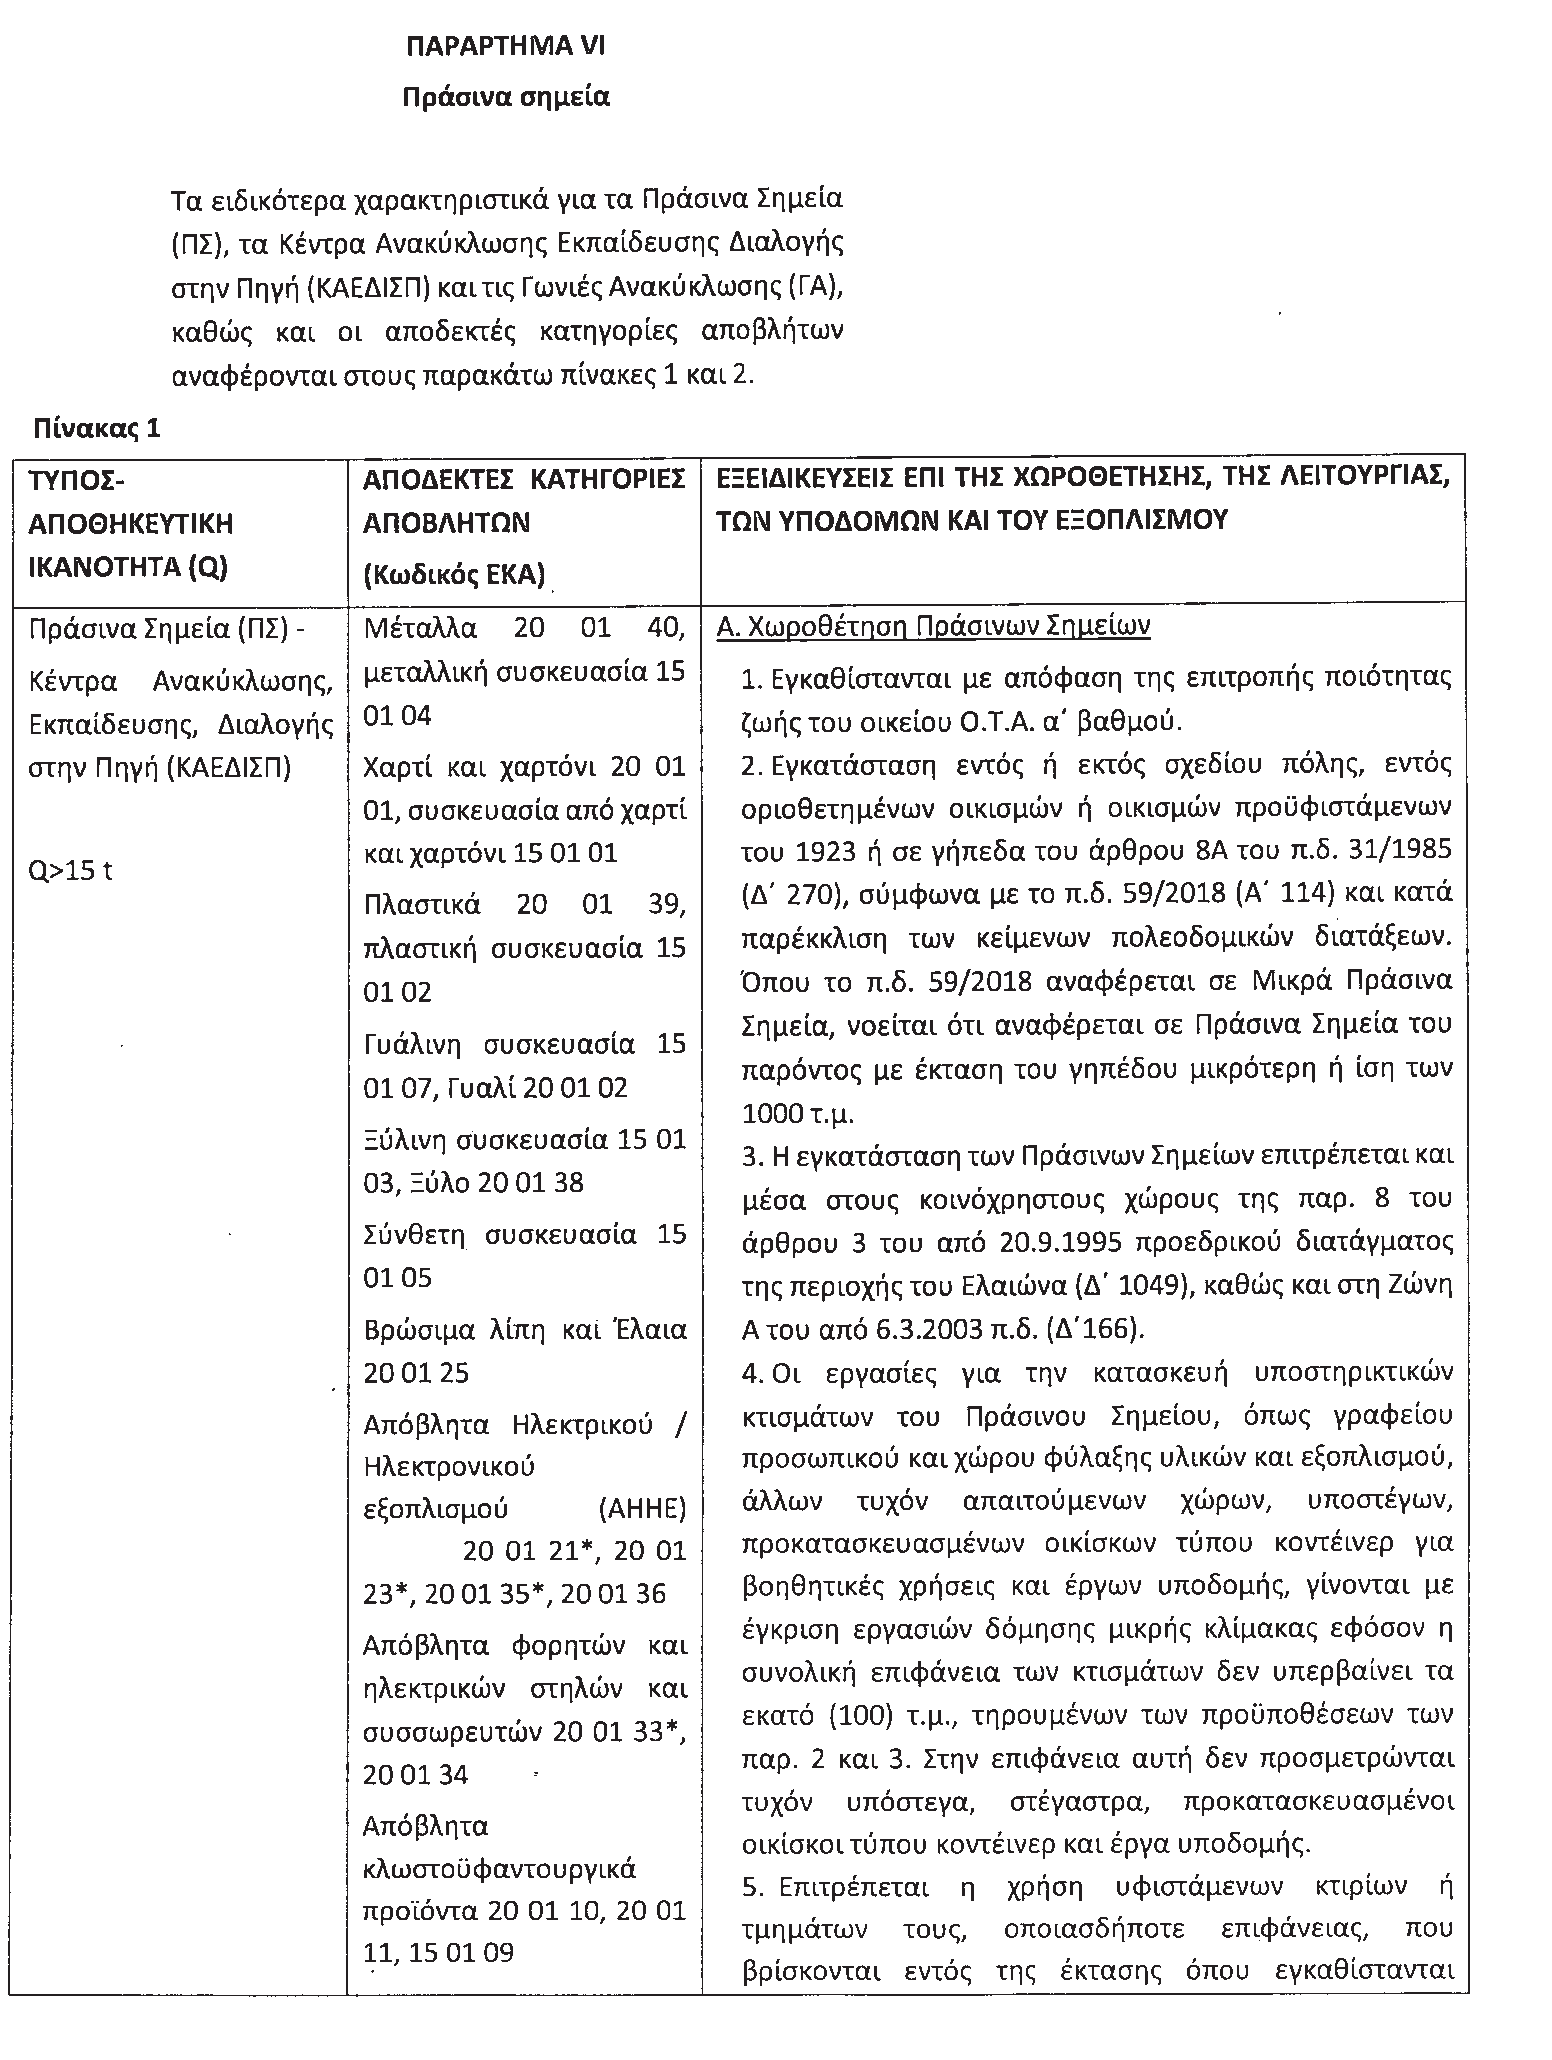 ΠΑΡΑΡΤΗΜΑ VI
Πράσινα σημεία
Τα ειδικότερα χαρακτηριστικά για τα Πράσινα Σημεία
(ΠΣ), τα Κέντρα Ανακύκλωσης Εκπαίδευσης Διαλογής
στην Πηγή (ΚΑΕΔΙΣΠ) και τις Γωνιές Ανακύκλωσης (ΓΑ),
καθώς και οι αποδεκτές κατηγορίες αποβλήτων
αναφέρονται στους παρακάτω πίνακες 1 και 2.
Πίνακας 1
ΤΥΠΟΣ-
ΑΠΟΘΗΚΕΥΤΙΚΗ
ΙΚΑΝΟΤΗΤΑ (Q)
ΑΠΟΔΕΚΤΕΣ ΚΑΤΗΓΟΡΙΕΣ
ΑΠΟΒΛΗΤΩΝ
(Κωδικός ΕΚΑ)
ΕΞΕΙΔΙΚΕΥΣΕΙΣ ΕΠΙ ΤΗΣ ΧΩΡΟΘΕΤΗΣΗΣ, ΤΗΣ ΛΕΙΤΟΥΡΓΙΑΣ,
ΤΩΝ ΥΠΟΔΟΜΩΝ ΚΑΙ ΤΟΥ ΕΞΟΠΛΙΣΜΟΥ
Πράσινα Σημεία (ΠΣ) -
Κέντρα Ανακύκλωσης,
Εκπαίδευσης, Διαλογής
στην Πηγή (ΚΑΕΔΙΣΠ)
Q>15 t
Μέταλλα 20 01 40,
μεταλλική συσκευασία 15
01 04
Χαρτί και χαρτόνι 20 01
01, συσκευασία από χαρτί
και χαρτόνι 15 01 01
Πλαστικά 20 01 39,
πλαστική συσκευασία 15
01 02
Γυάλινη συσκευασία 15
01 07, Γυαλί 20 01 02
Ξύλινη συσκευασία 15 01
03, Ξύλο 20 01 38
Σύνθετη συσκευασία 15
01 05
Βρώσιμα λίπη και Έλαια
20 01 25
Απόβλητα Ηλεκτρικού /
Ηλεκτρονικού
εξοπλισμού (ΑΗΗΕ)
20 01 21*, 20 01
23*, 20 01 35*, 20 01 36
Απόβλητα φορητών και
ηλεκτρικών στηλών και
συσσωρευτών 20 01 33*,
20 01 34
Απόβλητα
κλωστοϋφαντουργικά
προϊόντα 20 01 10, 20 01
11, 15 01 09
Α. Χωροθέτηση Πράσινων Σημείων
1. Εγκαθίστανται με απόφαση της επιτροπής ποιότητας
ζωής του οικείου Ο.Τ.Α. α΄ βαθμού.
2. Εγκατάσταση εντός ή εκτός σχεδίου πόλης, εντός
οριοθετημένων οικισμών ή οικισμών προϋφιστάμενων
του 1923 ή σε γήπεδα του άρθρου 8Α του π.δ. 31/1985
(Δ΄ 270), σύμφωνα με το π.δ. 59/2018 (Α΄ 114) και κατά
παρέκκλιση των κείμενων πολεοδομικών διατάξεων.
Όπου το π.δ. 59/2018 αναφέρεται σε Μικρά Πράσινα
Σημεία, νοείται ότι αναφέρεται σε Πράσινα Σημεία του
παρόντος με έκταση του γηπέδου μικρότερη ή ίση των
1000 τ.μ.
3. Η εγκατάσταση των Πράσινων Σημείων επιτρέπεται και
μέσα στους κοινόχρηστους χώρους της παρ. 8 του
άρθρου 3 του από 20.9.1995 προεδρικού διατάγματος
της περιοχής του Ελαιώνα (Δ΄ 1049), καθώς και στη Ζώνη
Α του από 6.3.2003 π.δ. (Δ΄166).
4. Οι εργασίες για την κατασκευή υποστηρικτικών
κτισμάτων του Πράσινου Σημείου, όπως γραφείου
προσωπικού και χώρου φύλαξης υλικών και εξοπλισμού,
άλλων τυχόν απαιτούμενων χώρων, υποστέγων,
προκατασκευασμένων οικίσκων τύπου κοντέινερ για
βοηθητικές χρήσεις και έργων υποδομής, γίνονται με
έγκριση εργασιών δόμησης μικρής κλίμακας εφόσον η
συνολική επιφάνεια των κτισμάτων δεν υπερβαίνει τα
εκατό (100) τ.μ., τηρουμένων των προϋποθέσεων των
παρ. 2 και 3. Στην επιφάνεια αυτή δεν προσμετρώνται
τυχόν υπόστεγα, στέγαστρα, προκατασκευασμένοι
οικίσκοι τύπου κοντέινερ και έργα υποδομής.
5. Επιτρέπεται η χρήση υφιστάμενων κτιρίων ή
τμημάτων τους, οποιασδήποτε επιφάνειας, που
βρίσκονται εντός της έκτασης όπου εγκαθίστανται